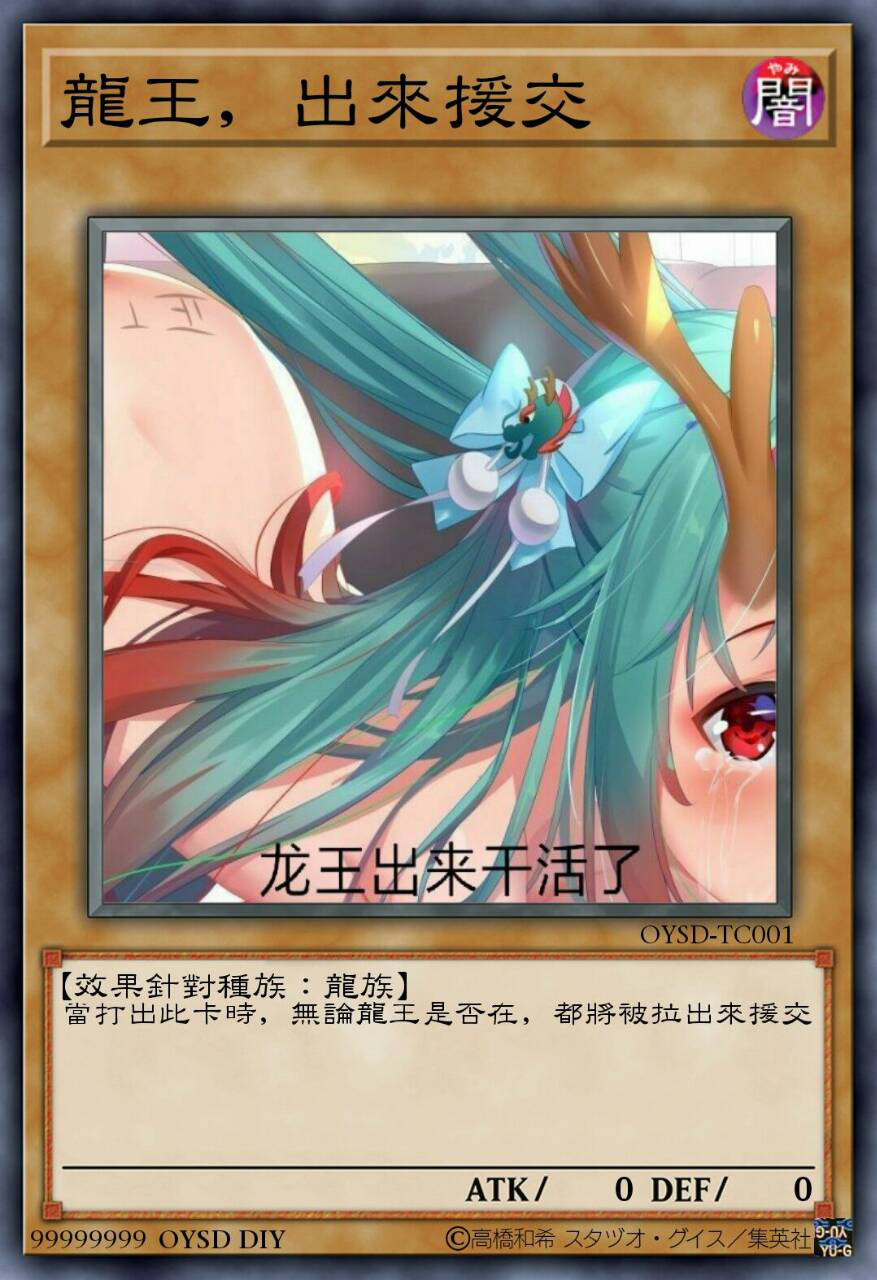 龍王，出來援交
やみ
闇
正
龙王出来干活了
OYSD-TC001
【效果針對種族：龍族】
當打出此卡時，無論龍王是否在，都將被拉出來援交
ATK/ 0 DEF/ 0
99999999 OYSD DIY
©高橋和希 スタヅオ・グイス／集英社
YU-G
YU-G